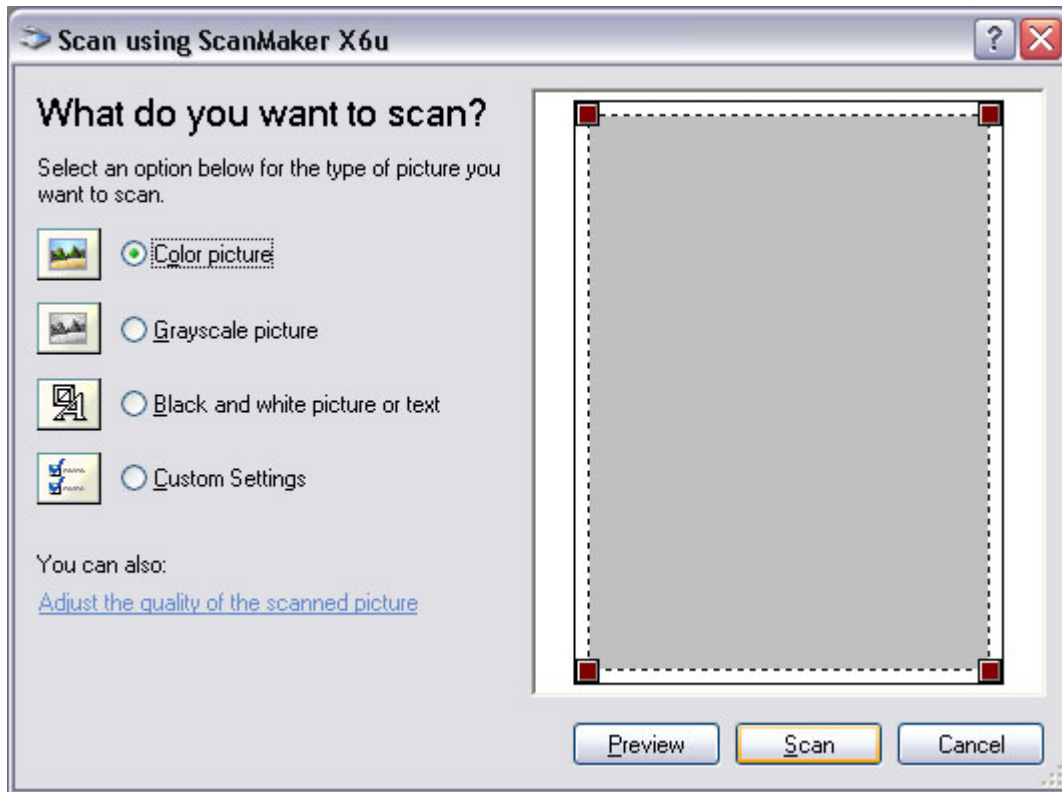 Scan using ScanMaker X6u
What do you want to scan?
Select an option below for the type of picture you
want to scan.
Color picture
Grayscale picture
Black and white picture or text
Custom Settings
You can also:
Adjust the quality of the scanned picture
Preview Scan Cancel